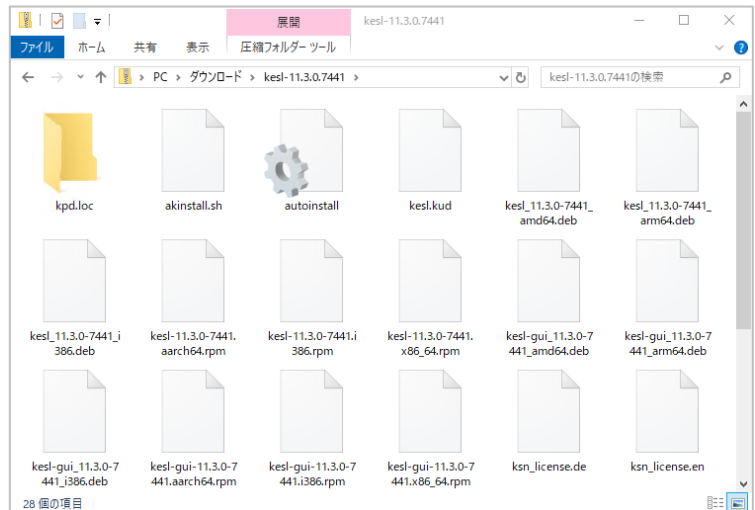 展開
kesl-11.3.0.7441
ファイル ホーム 共有 表示 圧縮フォルダー ツール
PC > ダウンロード > kesl-11.3.0.7441 >
kesl-11.3.0.7441の検索
kpd.loc
akinstall.sh
autoinstall
kesl.kud
kesl_11.3.0-7441_
amd64.deb
kesl_11.3.0-7441_
arm64.deb
kesl_11.3.0-7441_i
386.deb
kesl-11.3.0-7441.
aarch64.rpm
kesl-11.3.0-7441.i
386.rpm
kesl-11.3.0-7441.
x86_64.rpm
kesl-gui_11.3.0-7
441_amd64.deb
kesl-gui_11.3.0-7
441_arm64.deb
kesl-gui_11.3.0-7
441_i386.deb
kesl-gui-11.3.0-7
441.aarch64.rpm
kesl-gui-11.3.0-7
441.i386.rpm
kesl-gui-11.3.0-7
441.x86_64.rpm
ksn_license.de
ksn_license.en
28 個の項目